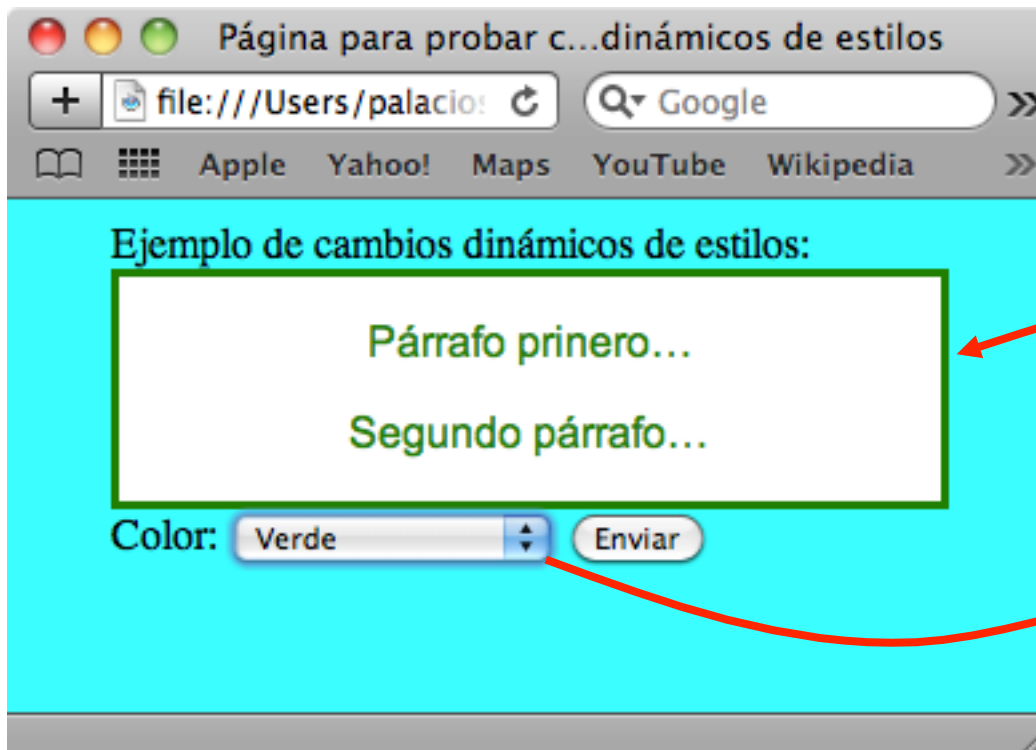 Página para probar c...dinámicos de estilos
+ file:///Users/palacio Google
Apple Yahoo! Maps YouTube Wikipedia
Ejemplo de cambios dinámicos de estilos:
Párrafo prinero...
Segundo párrafo...
Color: Verde Enviar